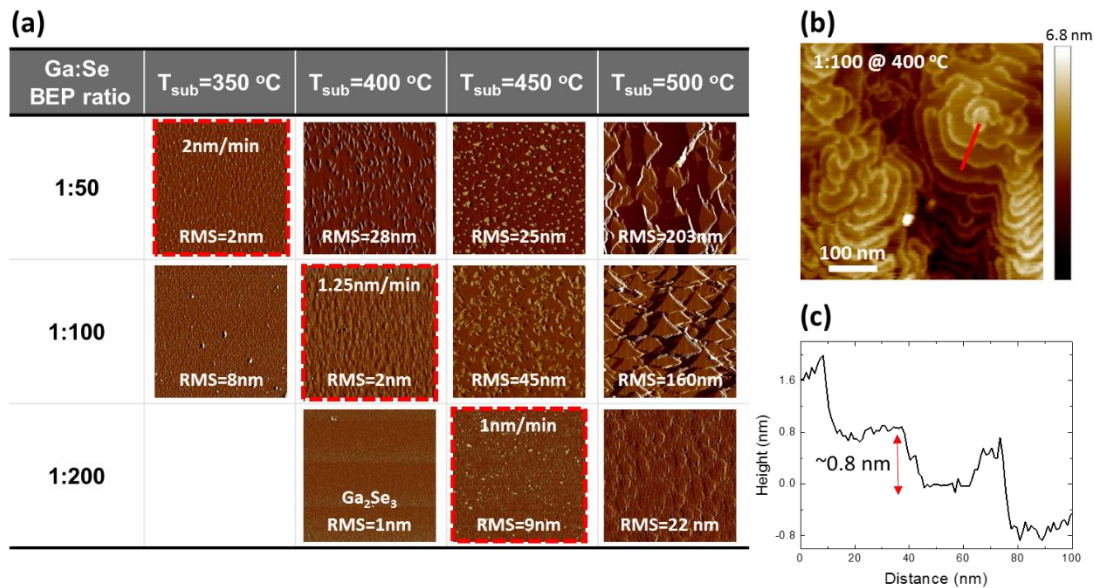 (a)
Ga:Se
BEP ratio
T_sub=350 °C
T_sub=400 °C
T_sub=450 °C
T_sub=500 °C
1:50
2nm/min
RMS=2nm
RMS=28nm
RMS=25nm
RMS=203nm
1:100
RMS=8nm
1.25nm/min
RMS=2nm
RMS=45nm
RMS=160nm
1:200
Ga₂Se₃
RMS=1nm
1nm/min
RMS=9nm
RMS=22 nm
(b)
6.8 nm
1:100 @ 400 °C
100 nm
0
(c)
Height (nm)
1.6
0.8
0.0
-0.8
~0.8 nm
0 20 40 60 80 100
Distance (nm)